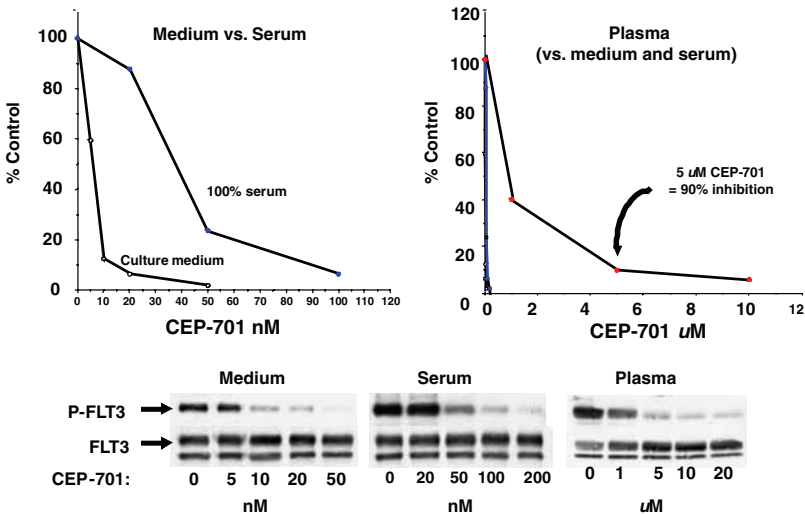 Medium vs. Serum
% Control
100
80
60
40
20
0
100% serum
Culture medium
0 10 20 30 40 50 60 70 80 90 100 110 120
CEP-701 nM
Plasma
(vs. medium and serum)
% Control
120
100
80
60
40
20
0
5 uM CEP-701
= 90% inhibition
0 2 4 6 8 10 12
CEP-701 uM
Medium Serum Plasma
P-FLT3
FLT3
CEP-701: 0 5 10 20 50 0 20 50 100 200 0 1 5 10 20
nM nM uM